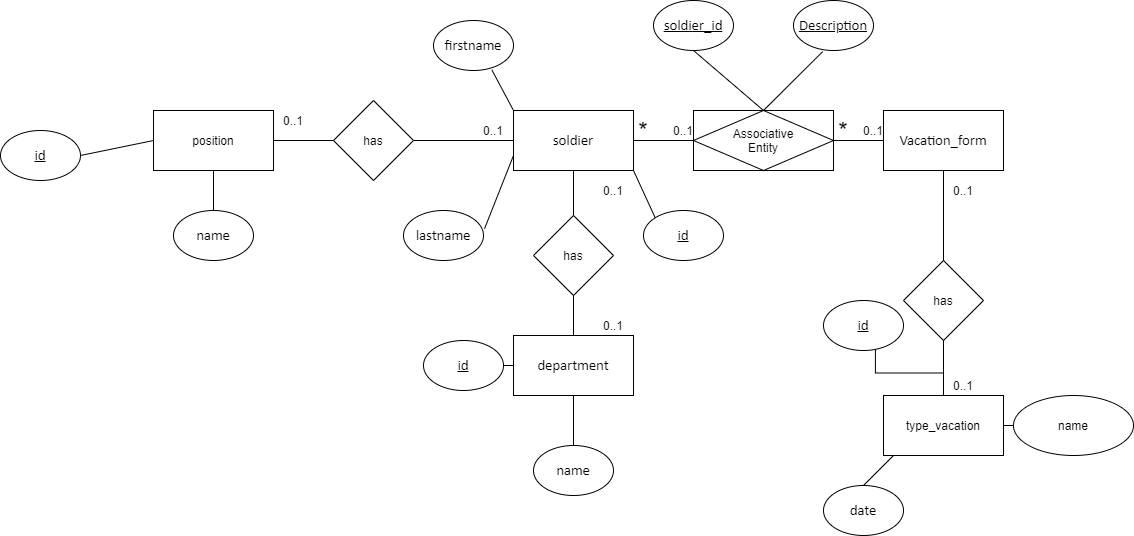 soldier_id
Description
firstname
0..1
has
0..1
*
0..1
*
0..1
position
soldier
Associative
Entity
Vacation_form
id
0..1
0..1
name
lastname
id
has
has
id
0..1
id
department
0..1
type_vacation
name
name
date